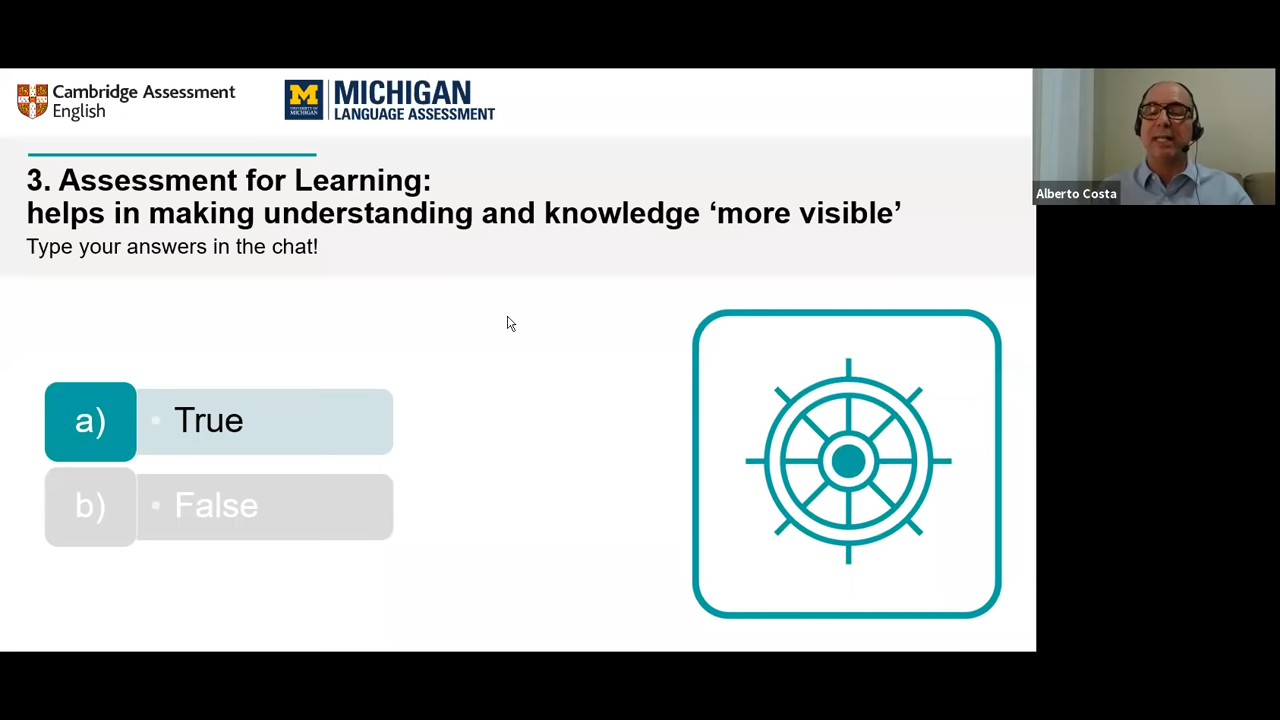 Cambridge Assessment
English
MICHIGAN
LANGUAGE ASSESSMENT
3. Assessment for Learning:
helps in making understanding and knowledge ‘more visible’
Type your answers in the chat!
a) • True
b) • False
Alberto Costa